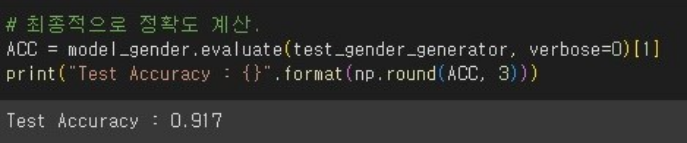 # 최종적으로 정확도 계산.
ACC = model_gender.evaluate(test_gender_generator, verbose=0)[1]
print("Test Accuracy : {}".format(np.round(ACC, 3)))
Test Accuracy : 0.917